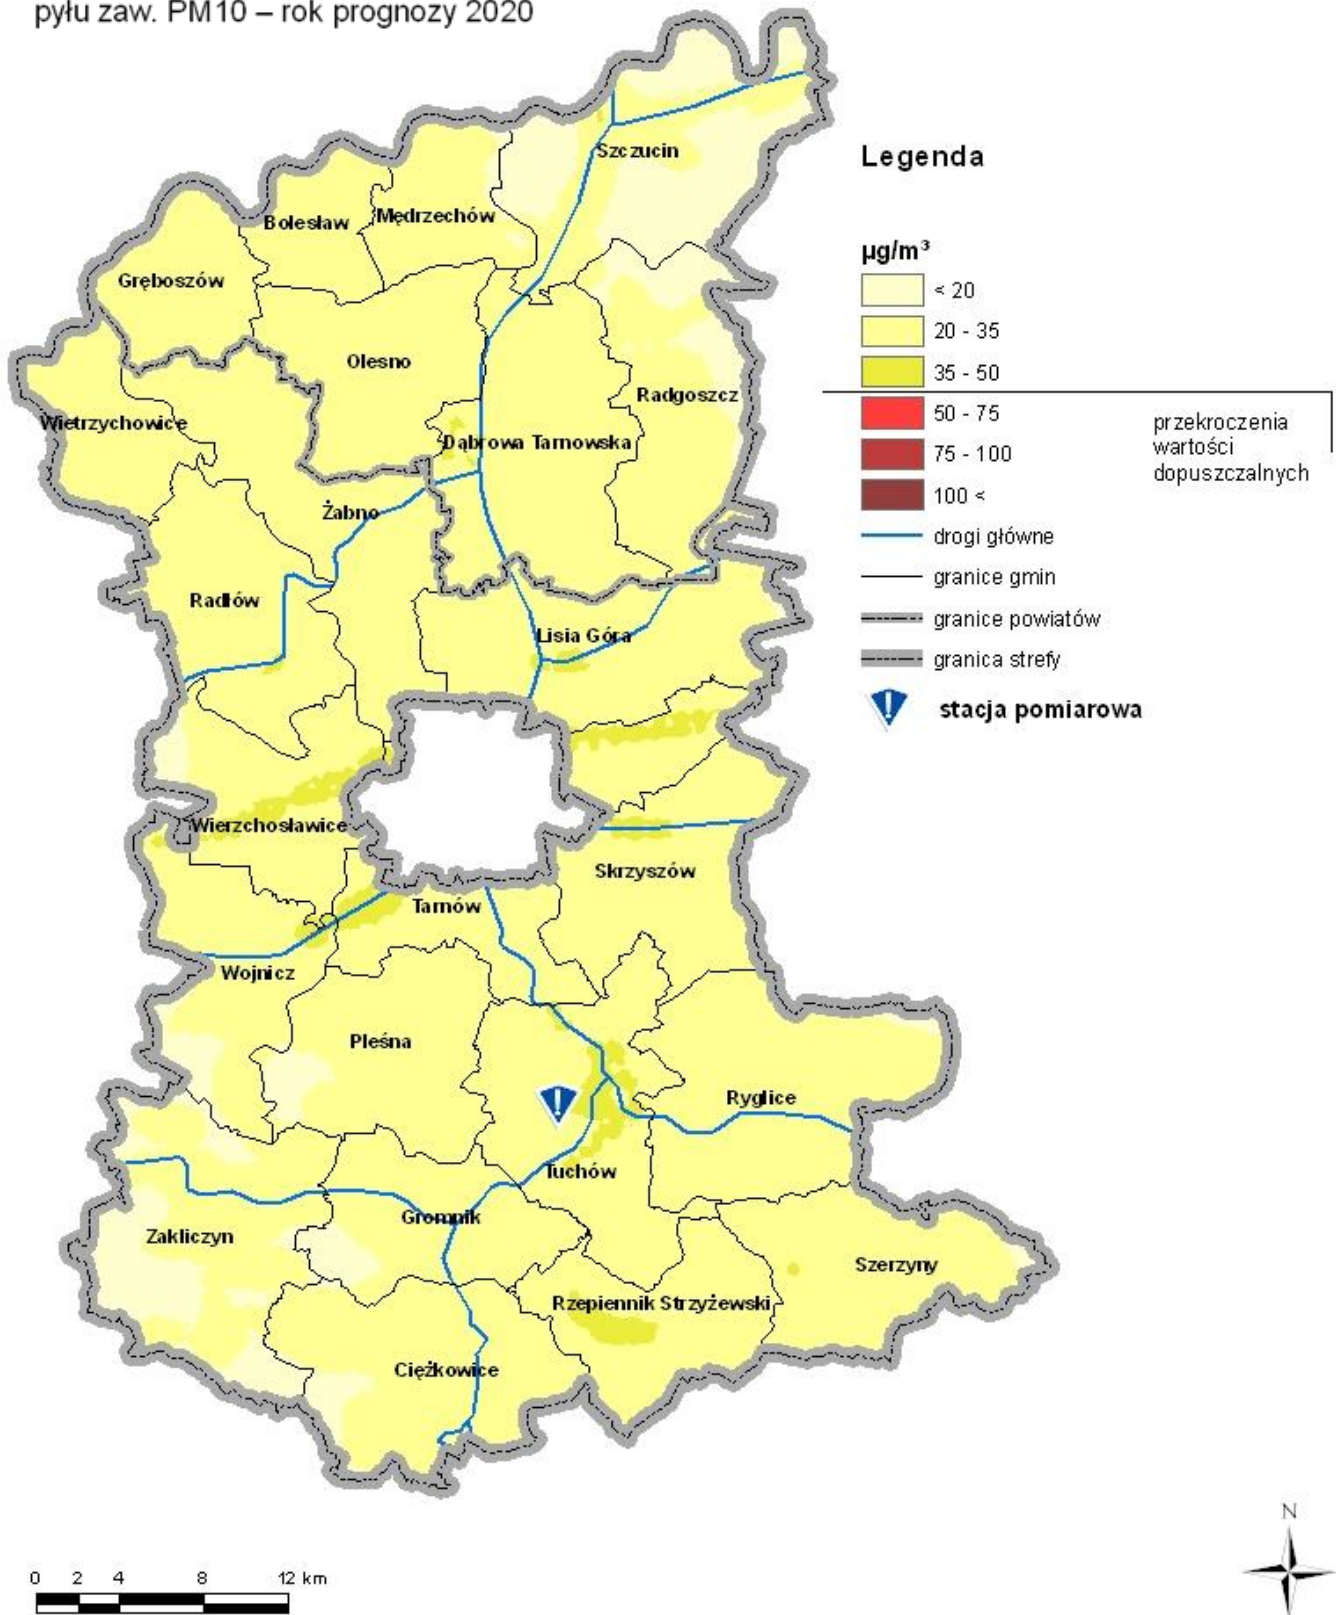 pyłu zaw. PM10 – rok prognozy 2020
Szczucin
Legenda
Bolesław
Mędrzechów
µg/m³
Gręboszów
< 20
20 - 35
Olesno
35 - 50
Radgoszcz
50 - 75
Wietrzychowice
przekroczenia
wartości
dopuszczalnych
Dąbrowa Tarnowska
75 - 100
100 <
Żabno
drogi główne
granice gmin
Radłów
granice powiatów
Lisia Góra
granica strefy
stacja pomiarowa
Wierzchosławice
Skrzyszów
Tarnów
Wojnicz
Pleśna
Ryglice
Tuchów
Gromnik
Zakliczyn
Szerzyny
Rzepiennik Strzyżewski
Ciężkowice
N
0 2 4 8 12 km